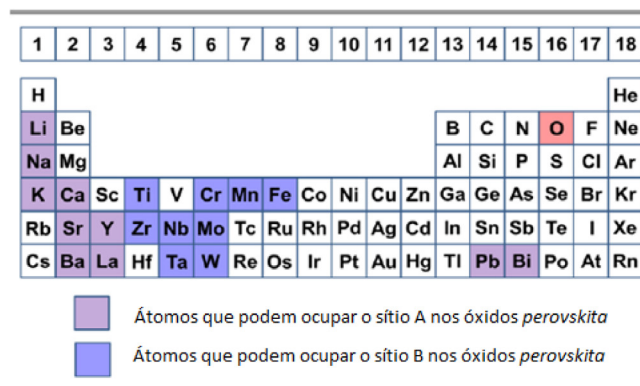 1 2 3 4 5 6 7 8 9 10 11 12 13 14 15 16 17 18
H He
Li Be B C N O F Ne
Na Mg Al Si P S Cl Ar
K Ca Sc Ti V Cr Mn Fe Co Ni Cu Zn Ga Ge As Se Br Kr
Rb Sr Y Zr Nb Mo Tc Ru Rh Pd Ag Cd In Sn Sb Te I Xe
Cs Ba La Hf Ta W Re Os Ir Pt Au Hg Tl Pb Bi Po At Rn
Átomos que podem ocupar o sítio A nos óxidos perovskita
Átomos que podem ocupar o sítio B nos óxidos perovskita